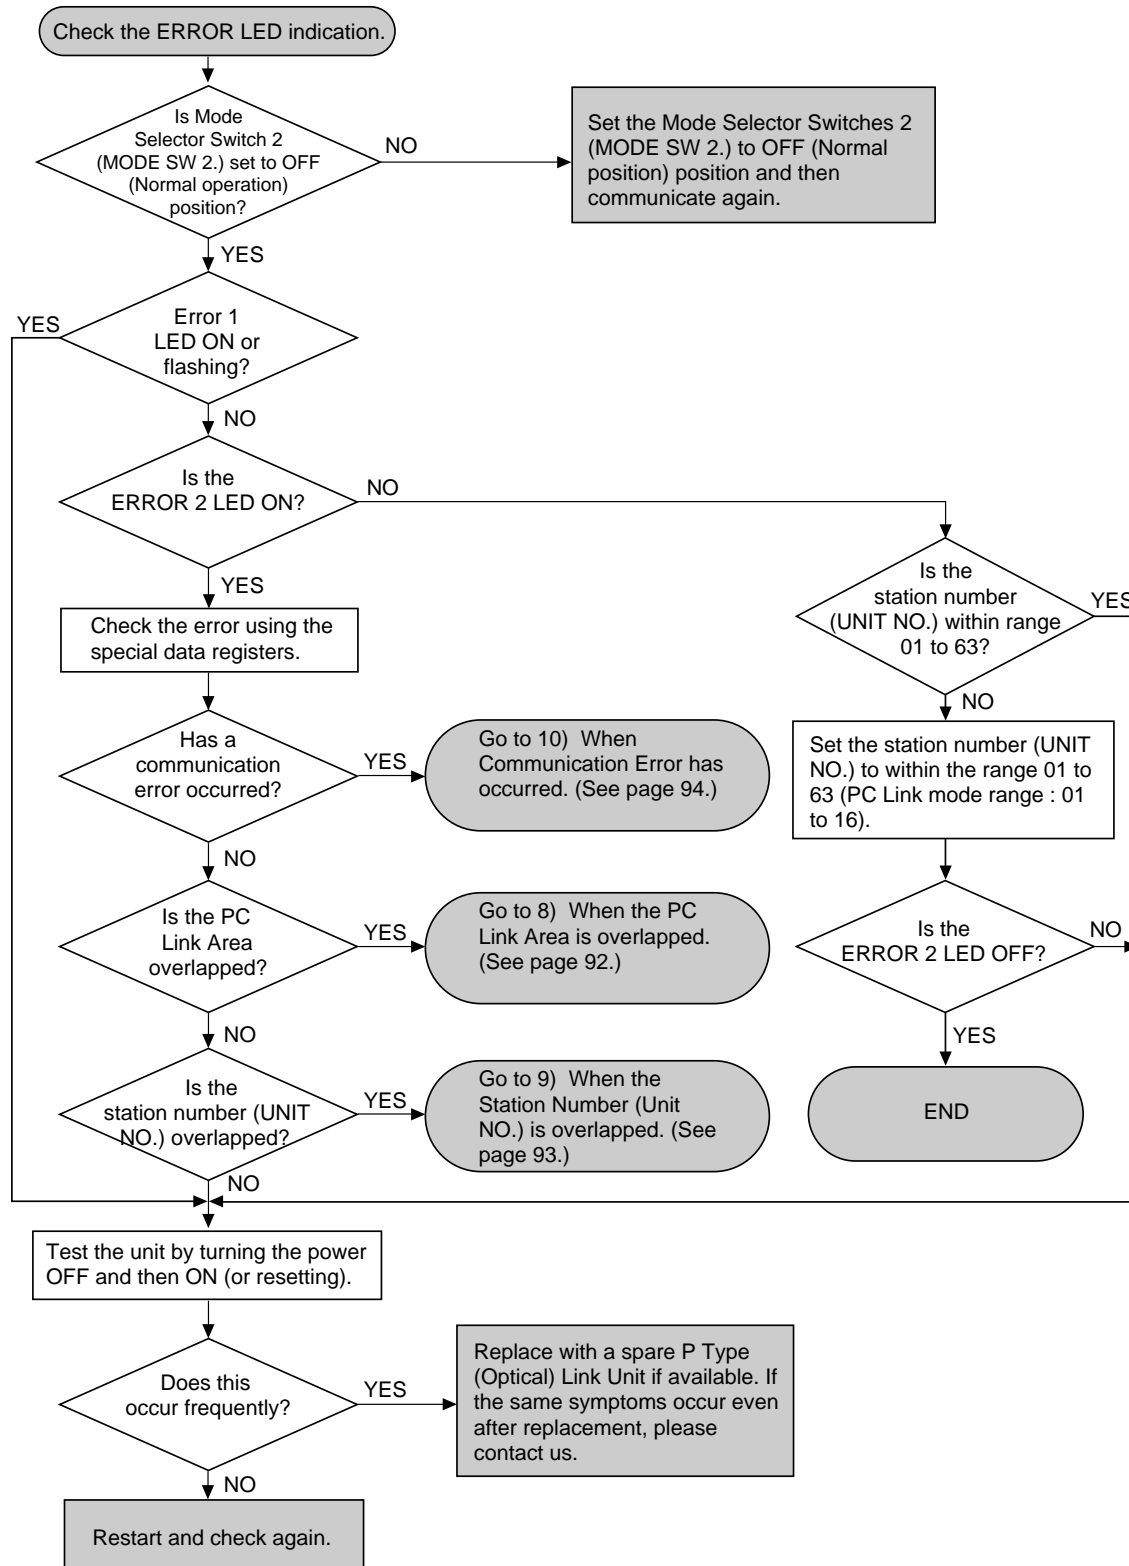 Check the ERROR LED indication.
Is Mode
Selector Switch 2
(MODE SW 2.) set to OFF
(Normal operation)
position?
NO
Set the Mode Selector Switches 2
(MODE SW 2.) to OFF (Normal
position) position and then
communicate again.
YES
YES
Error 1
LED ON or
flashing?
NO
Is the
ERROR 2 LED ON?
NO
YES
Is the
station number
(UNIT NO.) within range
01 to 63?
YES
NO
Check the error using the
special data registers.
Has a
communication
error occurred?
YES
Go to 10) When
Communication Error has
occurred. (See page 94.)
Set the station number (UNIT
NO.) to within the range 01 to
63 (PC Link mode range : 01
to 16).
NO
Is the PC
Link Area
overlapped?
YES
Go to 8) When the PC
Link Area is overlapped.
(See page 92.)
Is the
ERROR 2 LED OFF?
NO
YES
NO
Is the
station number (UNIT
NO.) overlapped?
YES
Go to 9) When the
Station Number (Unit
NO.) is overlapped. (See
page 93.)
END
NO
Test the unit by turning the power
OFF and then ON (or resetting).
Does this
occur frequently?
YES
Replace with a spare P Type
(Optical) Link Unit if available. If
the same symptoms occur even
after replacement, please
contact us.
NO
Restart and check again.